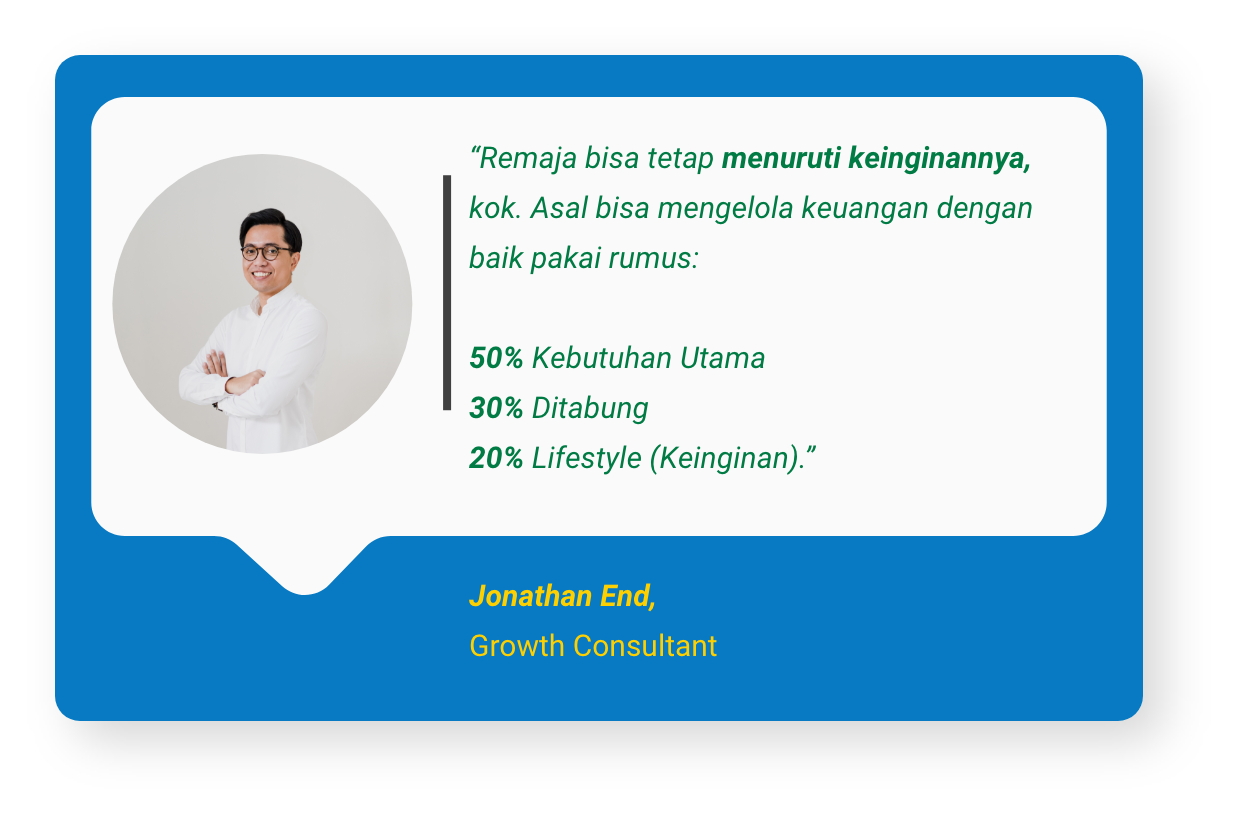 “Remaja bisa tetap menuruti keinginannya,
kok. Asal bisa mengelola keuangan dengan
baik pakai rumus:
50% Kebutuhan Utama
30% Ditabung
20% Lifestyle (Keinginan).”
Jonathan End,
Growth Consultant